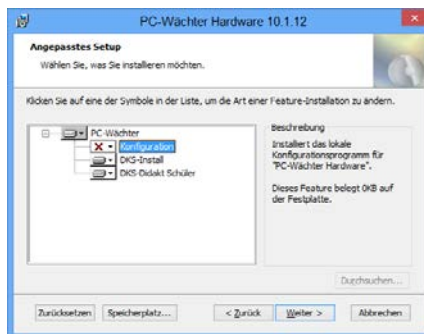 PC-Wächter Hardware 10.1.12
Angepasstes Setup
Wählen Sie, was Sie installieren möchten.
Klicken Sie auf eine der Symbole in der Liste, um die Art einer Feature-Installation zu ändern.
PC-Wächter
Konfiguration
DKS-Install
DKS-Didakt Schüler
Beschreibung
Installiert das lokale
Konfigurationsprogramm für
"PC-Wächter Hardware".
Dieses Feature belegt 0KB auf
der Festplatte.
Durchsuchen...
Zurücksetzen Speicherplatz... < Zurück Weiter > Abbrechen